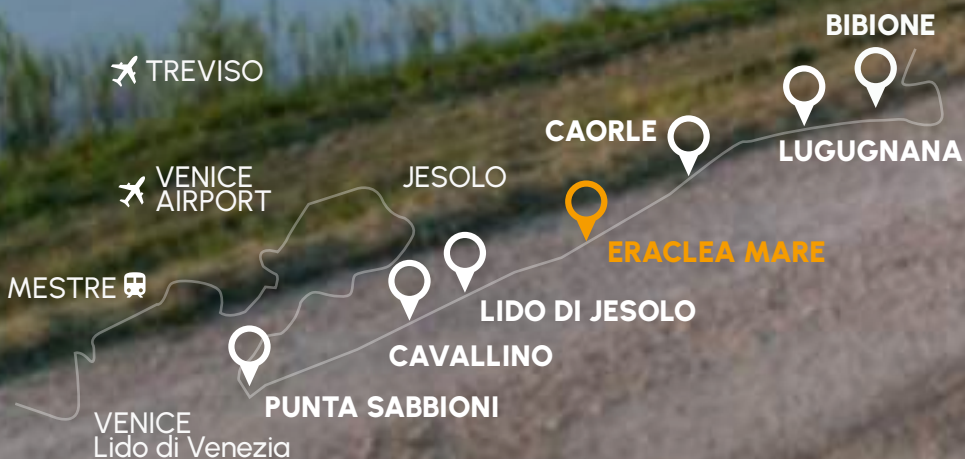 BIBIONE
TREVISO
CAORLE
LUGUGNANA
VENICE
AIRPORT
JESOLO
ERACLEA MARE
MESTRE
LIDO DI JESOLO
CAVALLINO
PUNTA SABBIONI
VENICE
Lido di Venezia